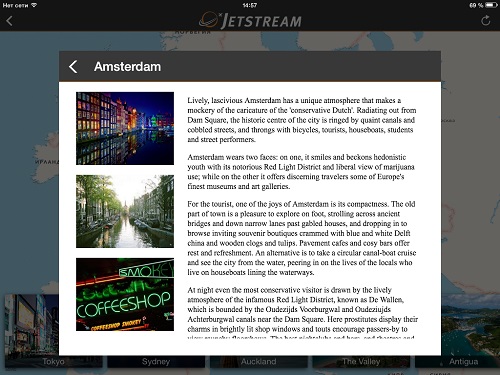 Нет сети 14:57 69 %
JETSTREAM
Amsterdam
Lively, lascivious Amsterdam has a unique atmosphere that makes a
mockery of the caricature of the 'conservative Dutch'. Radiating out from
Dam Square, the historic centre of the city is ringed by quaint canals and
cobbled streets, and throngs with bicycles, tourists, houseboats, students
and street performers.
Amsterdam wears two faces: on one, it smiles and beckons hedonistic
youth with its notorious Red Light District and liberal view of marijuana
use; while on the other it offers discerning travelers some of Europe's
finest museums and art galleries.
For the tourist, one of the joys of Amsterdam is its compactness. The old
part of town is a pleasure to explore on foot, strolling across ancient
bridges and down narrow lanes past gabled houses, and dropping in to
browse inviting souvenir boutiques crammed with blue and white Delft
china and wooden clogs and tulips. Pavement cafes and cosy bars offer
rest and refreshment. An alternative is to take a circular canal-boat cruise
and see the city from the water, peering in on the lives of the locals who
live on houseboats lining the waterways.
At night even the most conservative visitor is drawn by the lively
atmosphere of the infamous Red Light District, known as De Wallen,
which is bounded by the Oudezijds Voorburgwal and Oudeziujds
Achterburgwal canals near the Dam Square. Here prostitutes display their
charms in brightly lit shop windows and touts encourage passers-by to
SMOKEY
COFFEESHOP
COFFEESHOP SMOKEY
ИРЛАНДИ
Tokyo
Sydney
Auckland
The Valley
Antigua